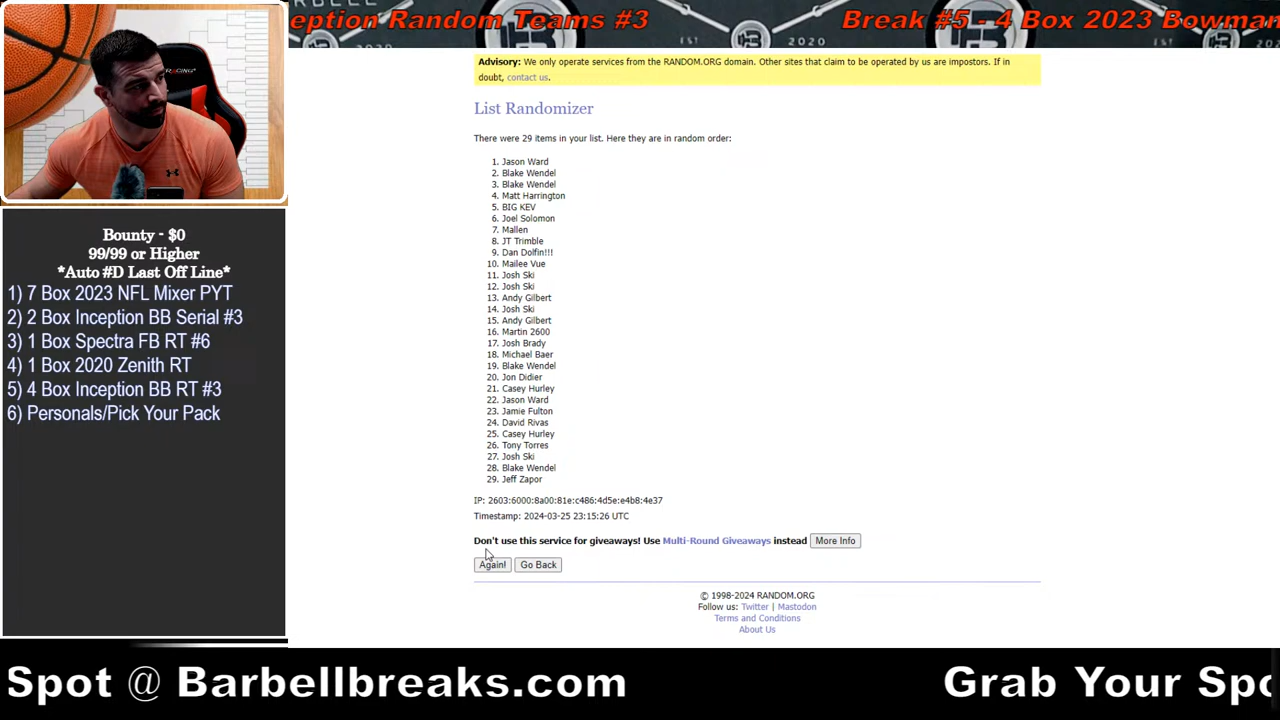 eption Random Teams #3 Break #5 - 4 Box 2023 Bowman
EST 2020 EST 2020
RACING
Bounty - $0
99/99 or Higher
*Auto #D Last Off Line*
1) 7 Box 2023 NFL Mixer PYT
2) 2 Box Inception BB Serial #3
3) 1 Box Spectra FB RT #6
4) 1 Box 2020 Zenith RT
5) 4 Box Inception BB RT #3
6) Personals/Pick Your Pack
Advisory: We only operate services from the RANDOM.ORG domain. Other sites that claim to be operated by us are impostors. If in
doubt, contact us.
List Randomizer
There were 29 items in your list. Here they are in random order:
1. Jason Ward
2. Blake Wendel
3. Blake Wendel
4. Matt Harrington
5. BIG KEV
6. Joel Solomon
7. Mallen
8. JT Trimble
9. Dan Dolfin!!!
10. Mailee Vue
11. Josh Ski
12. Josh Ski
13. Andy Gilbert
14. Josh Ski
15. Andy Gilbert
16. Martin 2600
17. Josh Brady
18. Michael Baer
19. Blake Wendel
20. Jon Didier
21. Casey Hurley
22. Jason Ward
23. Jamie Fulton
24. David Rivas
25. Casey Hurley
26. Tony Torres
27. Josh Ski
28. Blake Wendel
29. Jeff Zapor
IP: 2603:6000:8a00:81e:c486:4d5e:e4b8:4e37
Timestamp: 2024-03-25 23:15:26 UTC
Don't use this service for giveaways! Use Multi-Round Giveaways instead More Info
Again! Go Back
© 1998-2024 RANDOM.ORG
Follow us: Twitter | Mastodon
Terms and Conditions
About Us
Spot @ Barbellbreaks.com Grab Your Spo